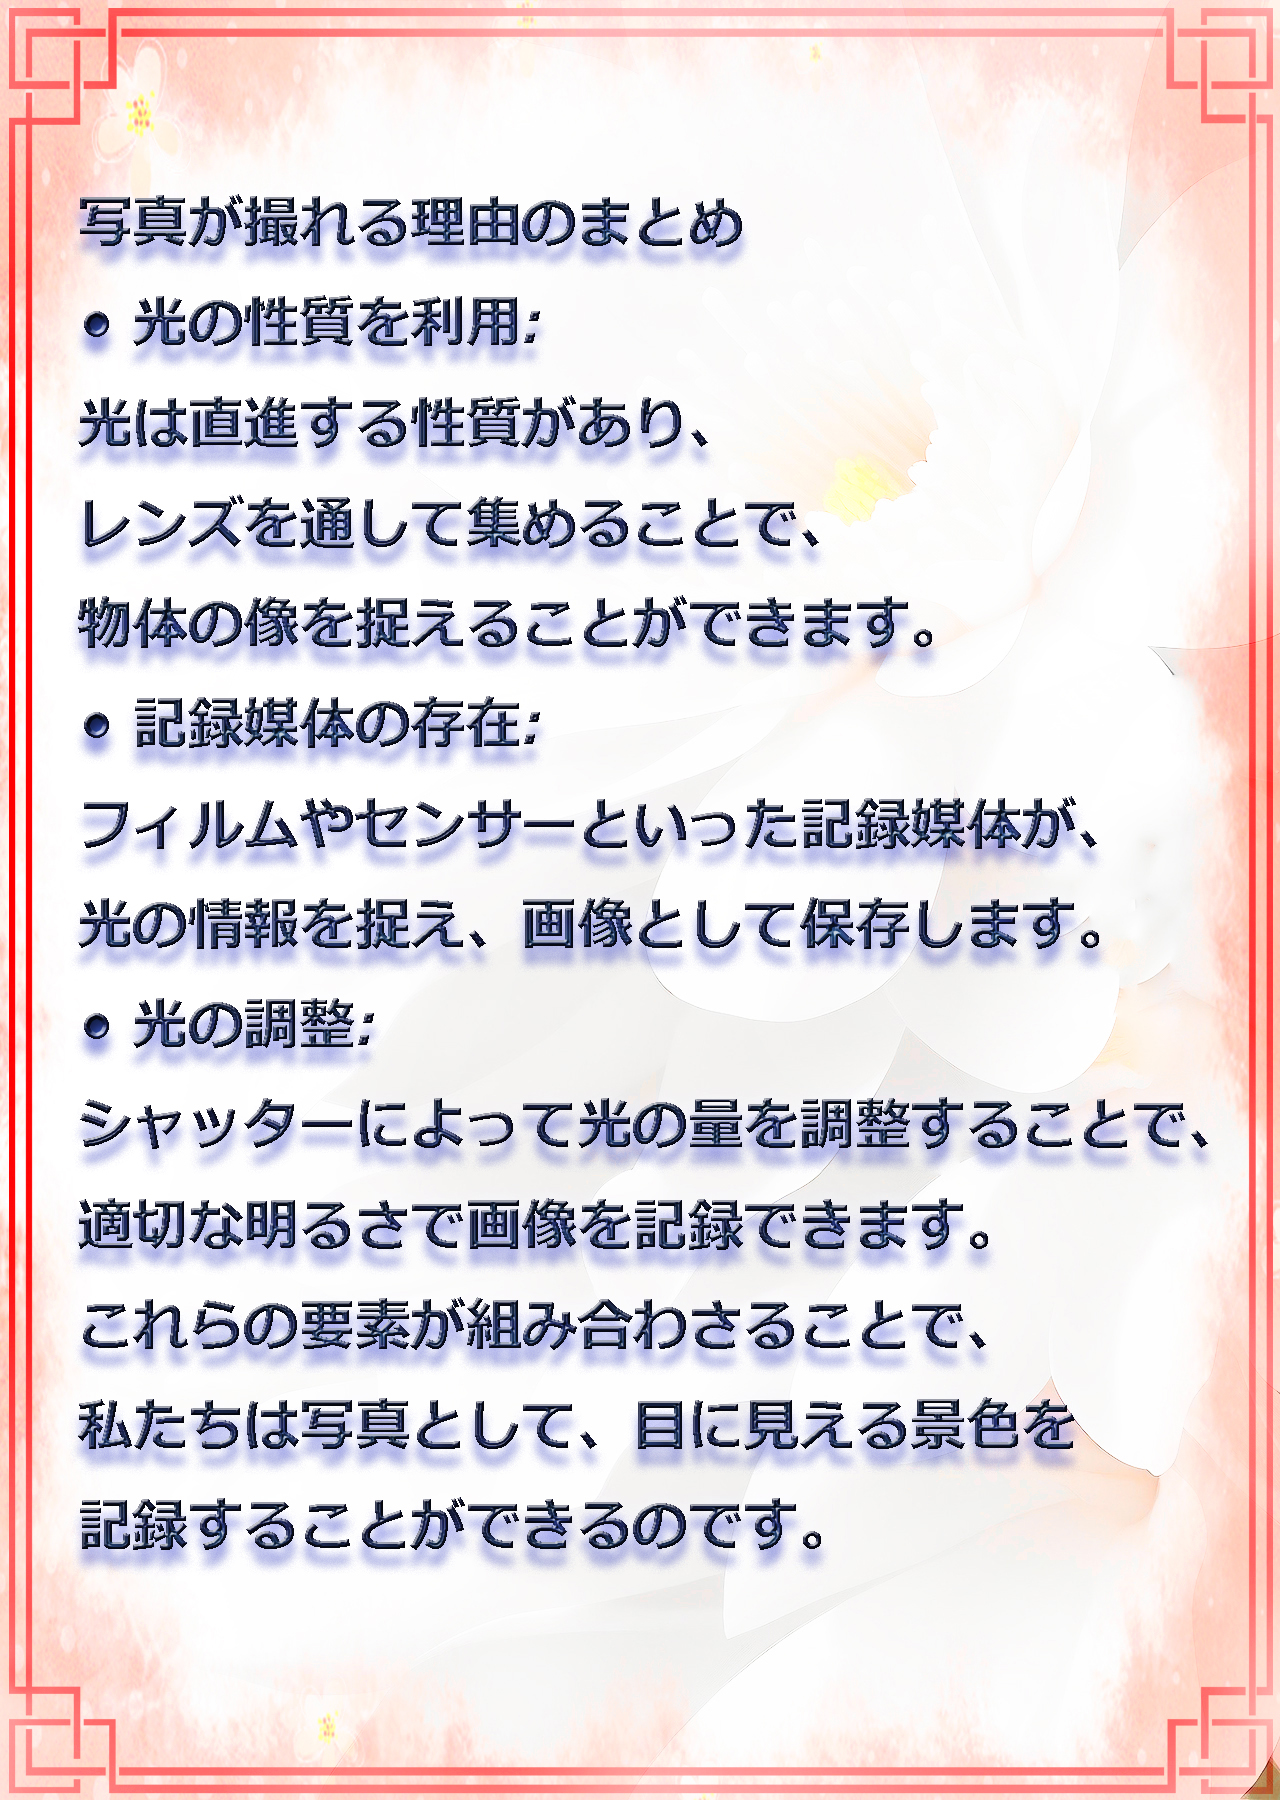 写真が撮れる理由のまとめ
• 光の性質を利用:
光は直進する性質があり、
レンズを通して集めることで、
物体の像を捉えることができます。
• 記録媒体の存在:
フィルムやセンサーといった記録媒体が、
光の情報を捉え、画像として保存します。
• 光の調整:
シャッターによって光の量を調整することで、
適切な明るさで画像を記録できます。
これらの要素が組み合わさることで、
私たちは写真として、目に見える景色を
記録することができるのです。